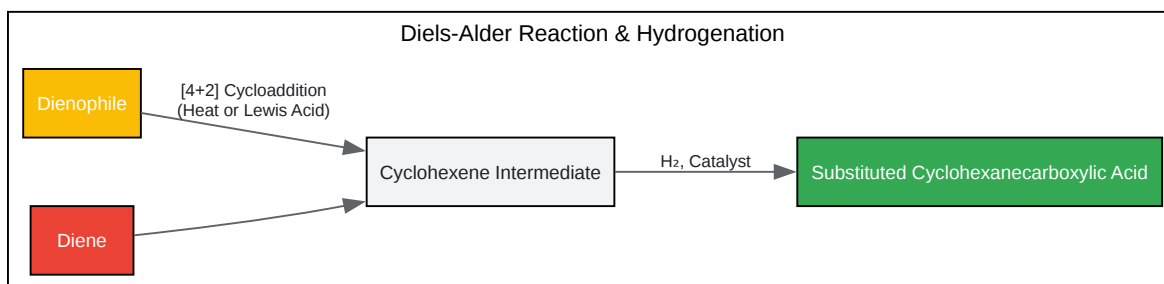 Diels-Alder Reaction & Hydrogenation
Dienophile
[4+2] Cycloaddition
(Heat or Lewis Acid)
Cyclohexene Intermediate
H₂, Catalyst
Substituted Cyclohexanecarboxylic Acid
Diene